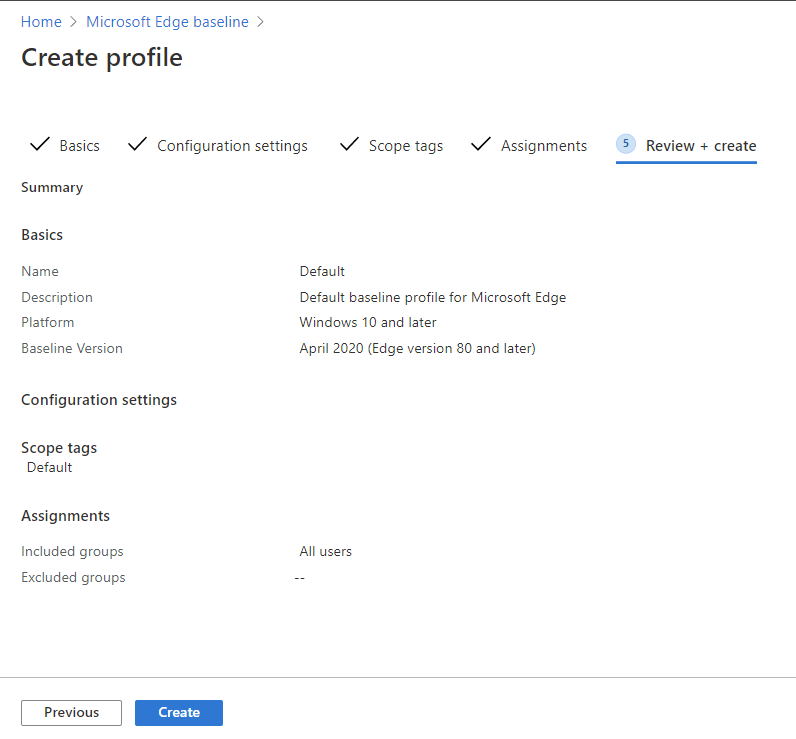 Home > Microsoft Edge baseline >
Create profile
Basics Configuration settings Scope tags Assignments 5 Review + create
Summary
Basics
Name Default
Description Default baseline profile for Microsoft Edge
Platform Windows 10 and later
Baseline Version April 2020 (Edge version 80 and later)
Configuration settings
Scope tags
Default
Assignments
Included groups All users
Excluded groups --
Previous Create